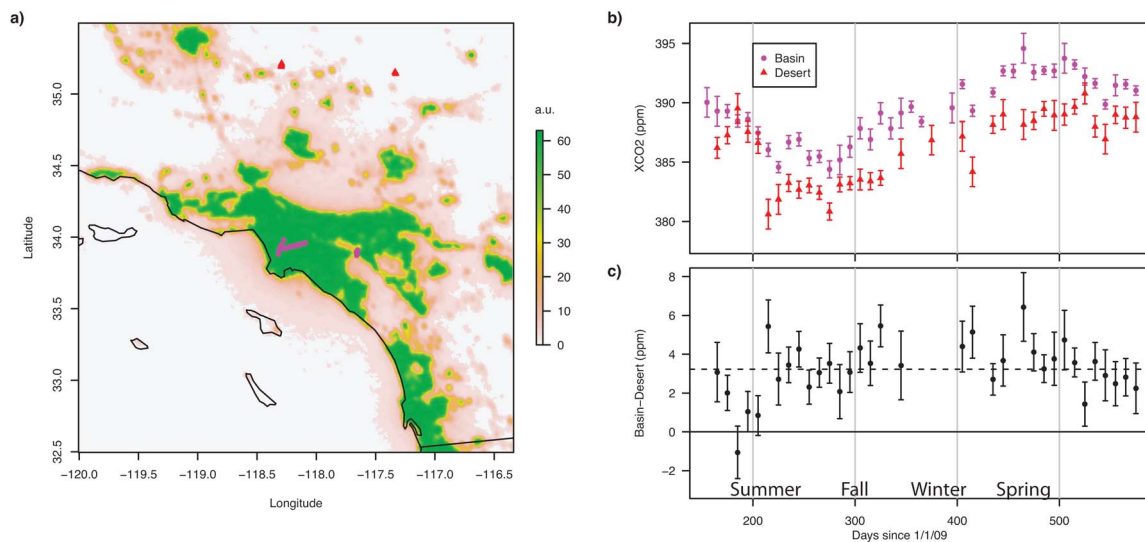 a)
35.0
34.5
34.0
33.5
33.0
32.5
Latitude
−120.0 −119.5 −119.0 −118.5 −118.0 −117.5 −117.0 −116.5
Longitude
a.u.
60
50
40
30
20
10
0
b)
395
390
385
380
XCO2 (ppm)
Basin
Desert
c)
8
6
4
2
0
−2
Basin−Desert (ppm)
Summer Fall Winter Spring
200 300 400 500
Days since 1/1/09